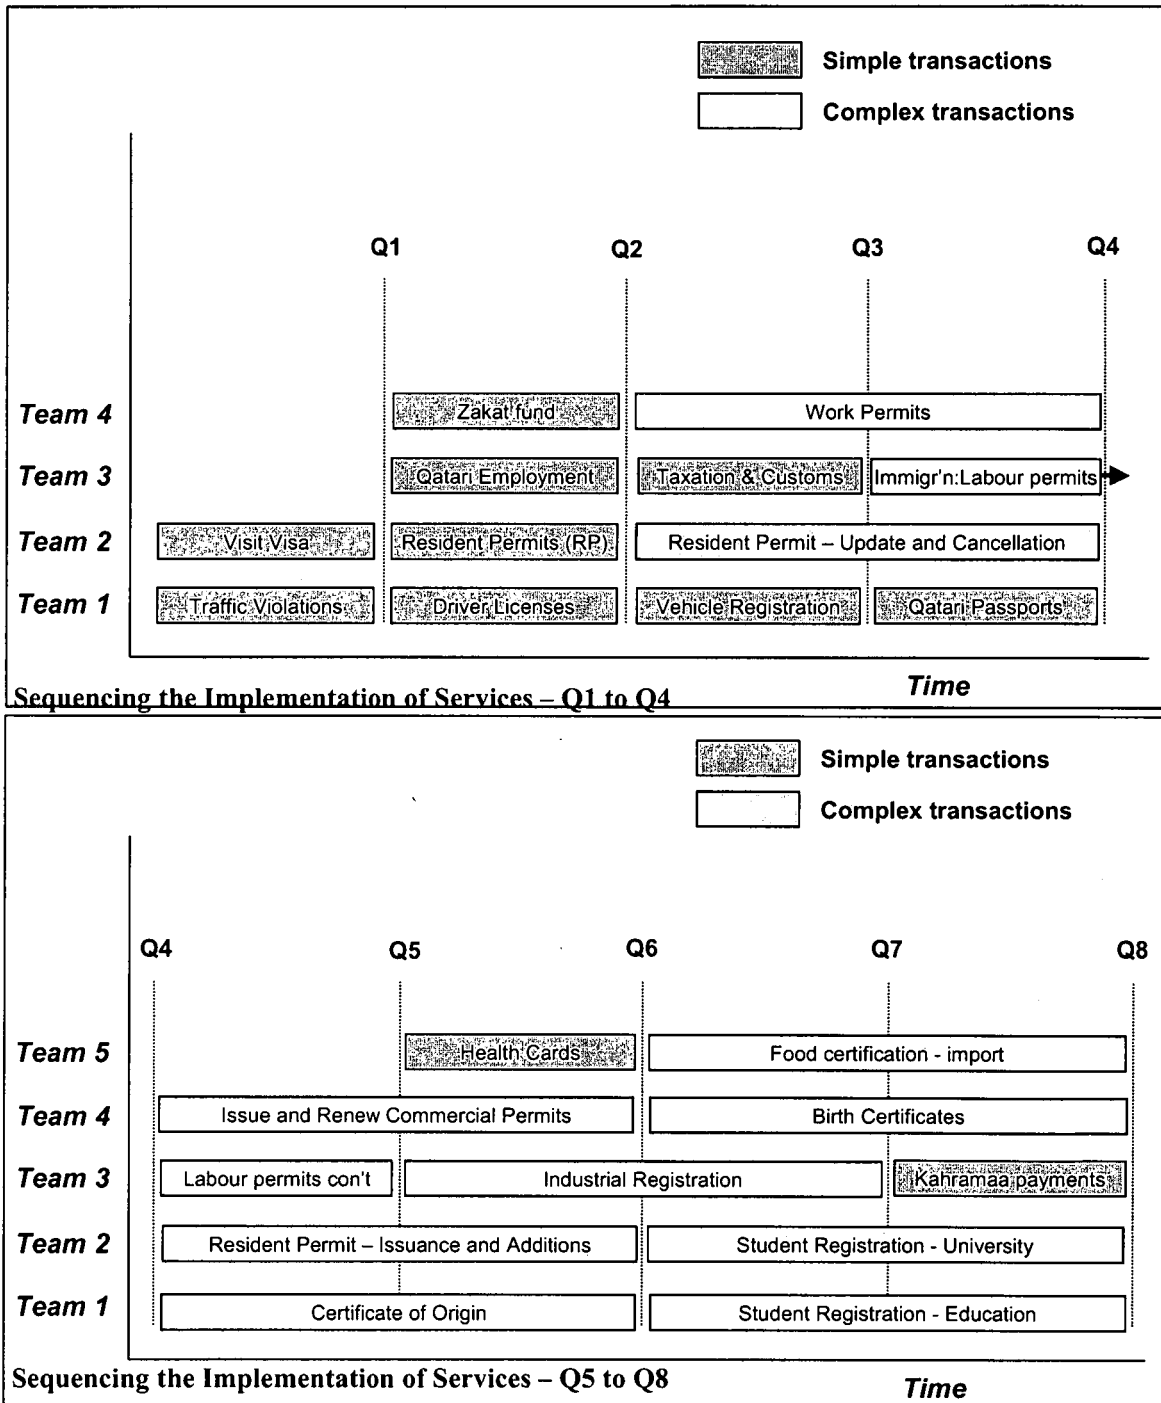 Simple transactions
Complex transactions
Q1 Q2 Q3 Q4
Team 4 Zakat fund Work Permits
Team 3 Qatari Employment Taxation & Customs Immigr'n:Labour permits
Team 2 Visit Visa Resident Permits (RP) Resident Permit – Update and Cancellation
Team 1 Traffic Violations Driver Licenses Vehicle Registration Qatari Passports
Time
Sequencing the Implementation of Services – Q1 to Q4
Simple transactions
Complex transactions
Q4 Q5 Q6 Q7 Q8
Team 5 Health Cards Food certification - import
Team 4 Issue and Renew Commercial Permits Birth Certificates
Team 3 Labour permits con't Industrial Registration Kahramaa payments
Team 2 Resident Permit – Issuance and Additions Student Registration - University
Team 1 Certificate of Origin Student Registration - Education
Sequencing the Implementation of Services – Q5 to Q8
Time